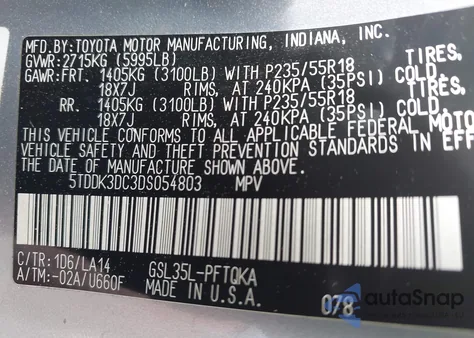 MFD.BY:TOYOTA MOTOR MANUFACTURING, INDIANA, INC.
GVWR:2715KG (5995LB)
GAWR:FRT. 1405KG (3100LB) WITH P235/55R18 TIRES,
18X7J RIMS, AT 240KPA (35PSI) COLD.
RR. 1405KG (3100LB) WITH P235/55R18 TIRES,
18X7J RIMS, AT 240KPA (35PSI) COLD.
THIS VEHICLE CONFORMS TO ALL APPLICABLE FEDERAL MOTO
VEHICLE SAFETY AND THEFT PREVENTION STANDARDS IN EFF
THE DATE OF MANUFACTURE SHOWN ABOVE.
5TDDK3DC3DS054803 MPV
C/TR:1D6/LA14 GSL35L-PFTQKA
A/TM:-02A/U660F MADE IN U.S.A. 078
autoSnap